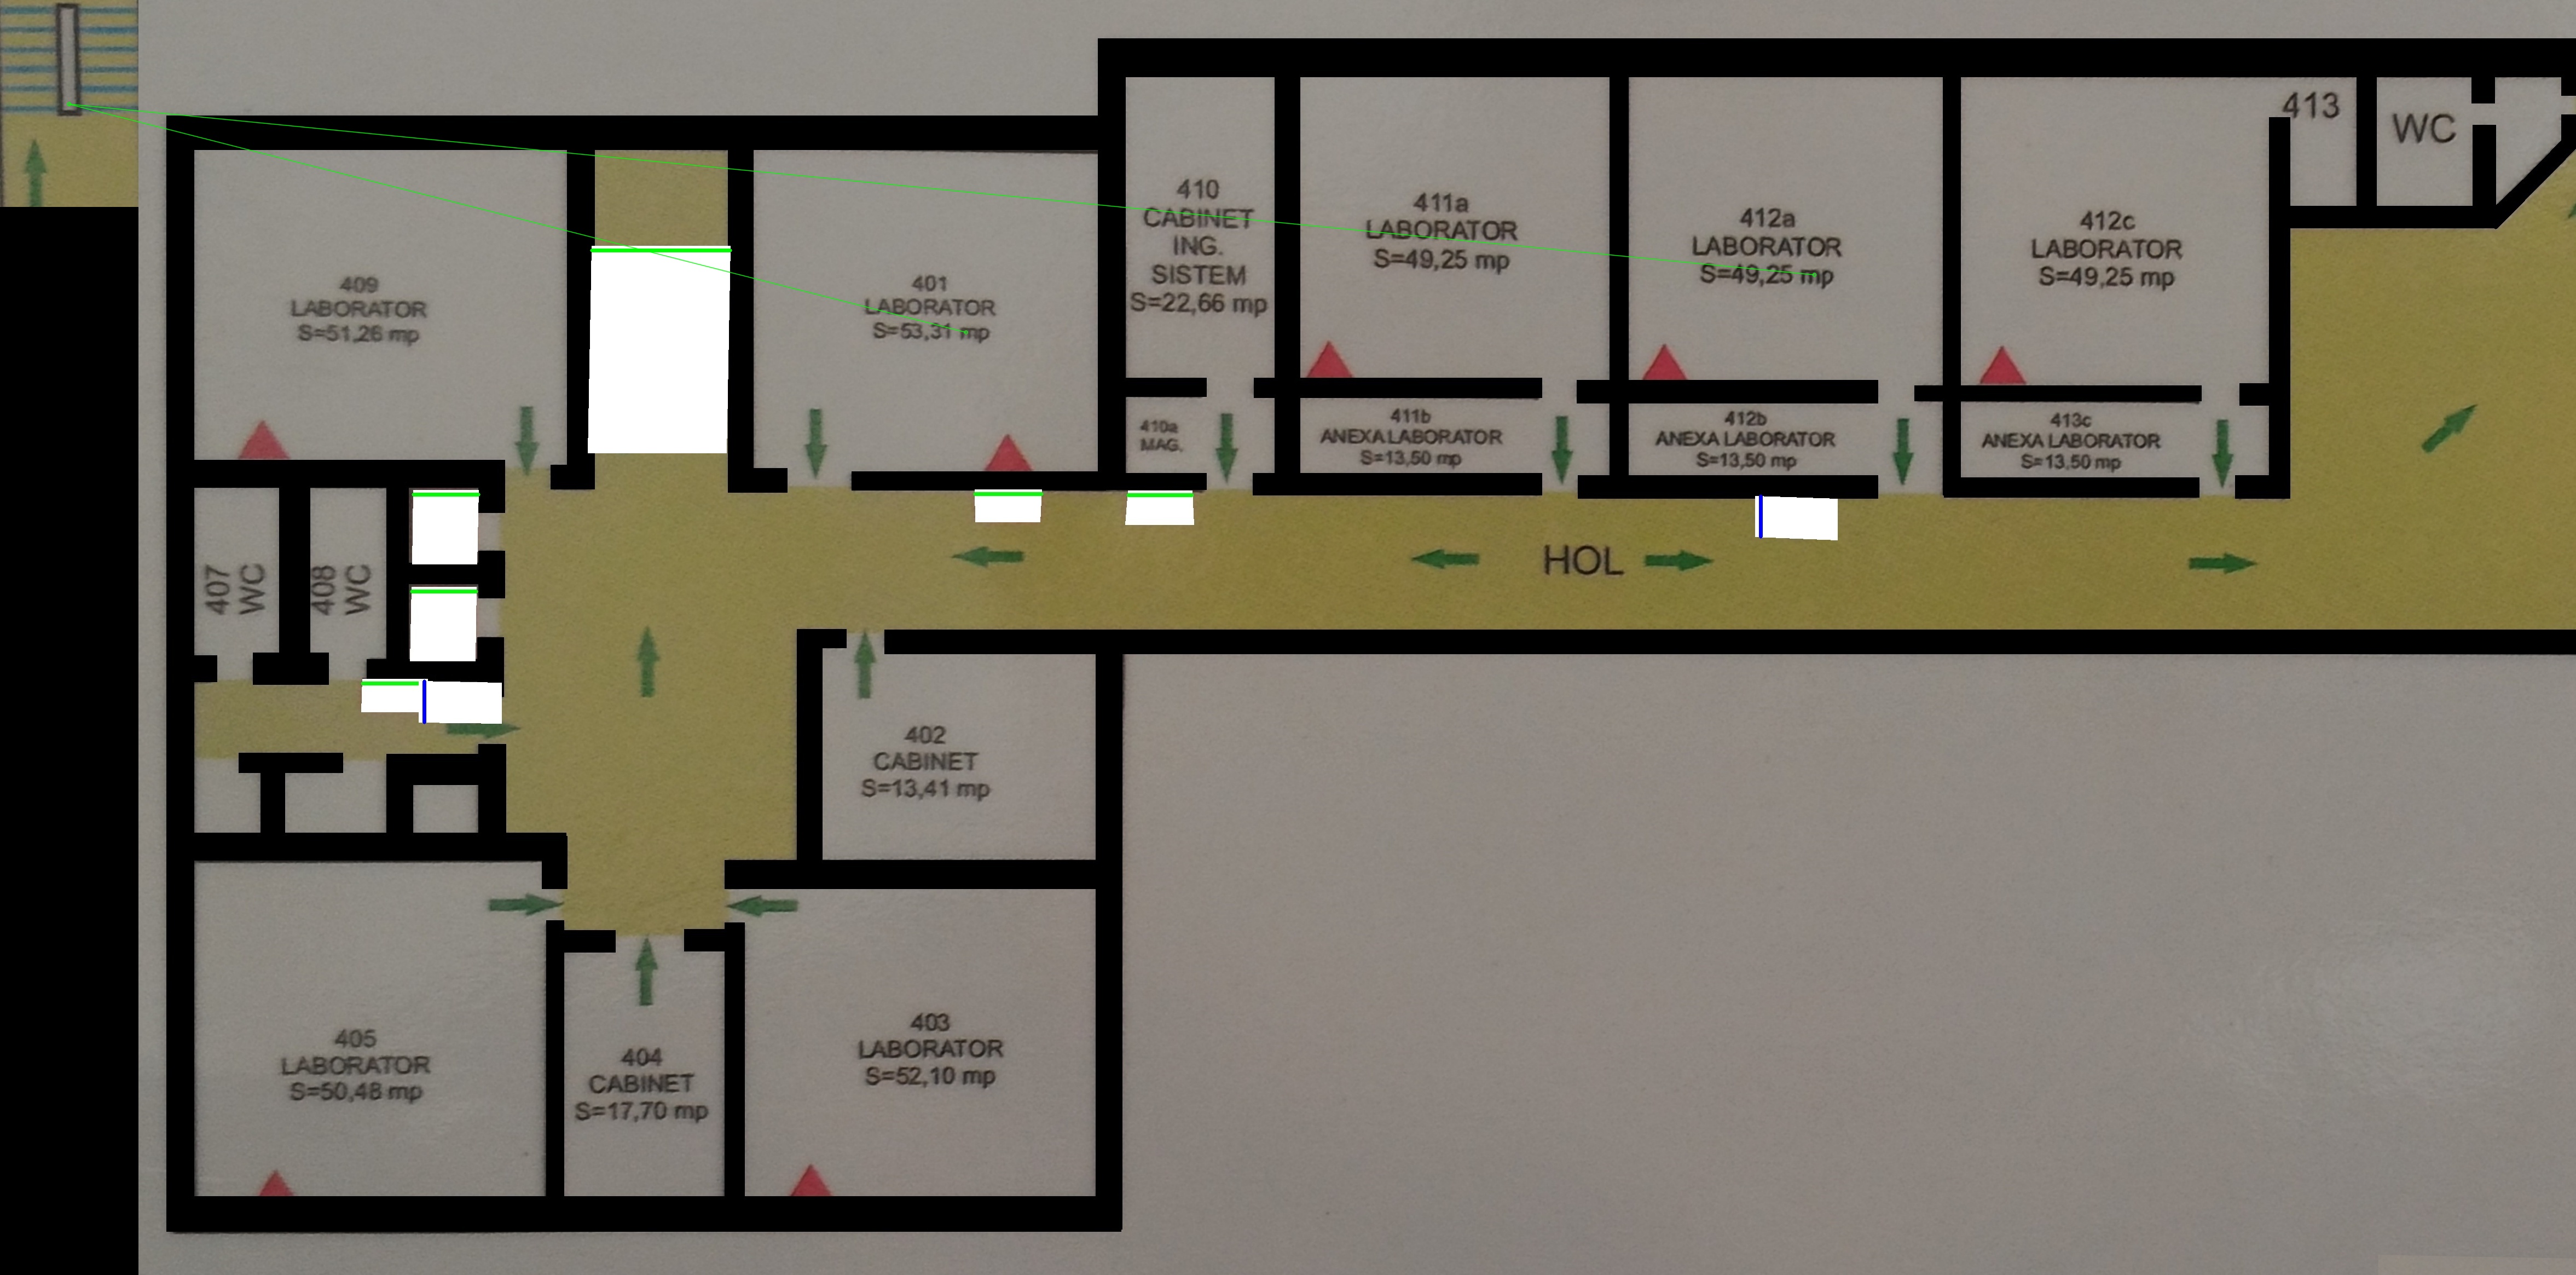 413
WC
410
CABINET
ING.
SISTEM
S=22,66 mp
411a
LABORATOR
S=49,25 mp
412a
LABORATOR
S=49,25 mp
412c
LABORATOR
S=49,25 mp
409
LABORATOR
S=51,26 mp
401
LABORATOR
S=53,31 mp
410a
MAG.
411b
ANEXA LABORATOR
S=13,50 mp
412b
ANEXA LABORATOR
S=13,50 mp
413c
ANEXA LABORATOR
S=13,50 mp
407
WC
408
WC
HOL
402
CABINET
S=13,41 mp
405
LABORATOR
S=50,48 mp
404
CABINET
S=17,70 mp
403
LABORATOR
S=52,10 mp